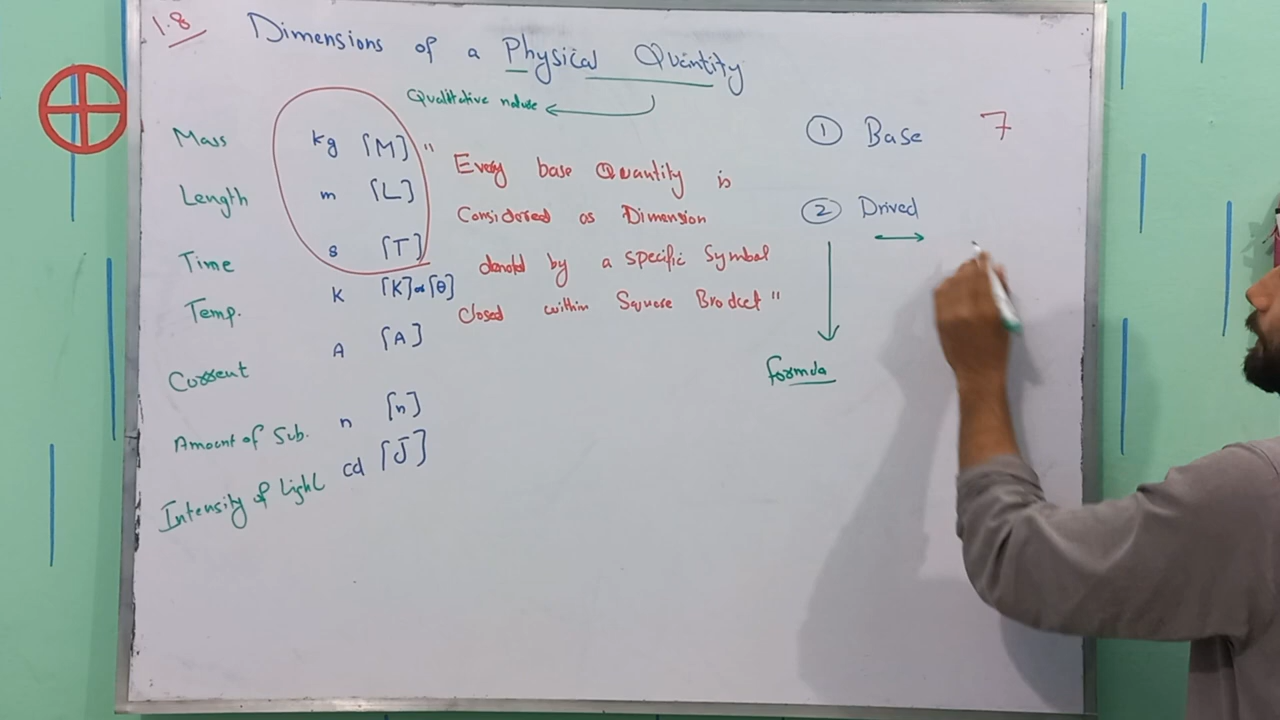 1.8 Dimensions of a Physical Quantity
Qualitative nature
Mass kg [M]
Length m [L]
Time s [T]
Temp. K [K] or [θ]
Current A [A]
Amount of Sub. n [n]
Intensity of light cd [J]
" Every base Quantity is
Considered as Dimension
denoted by a specific Symbol
Closed within Square Bracket "
① Base 7
② Drived
formula